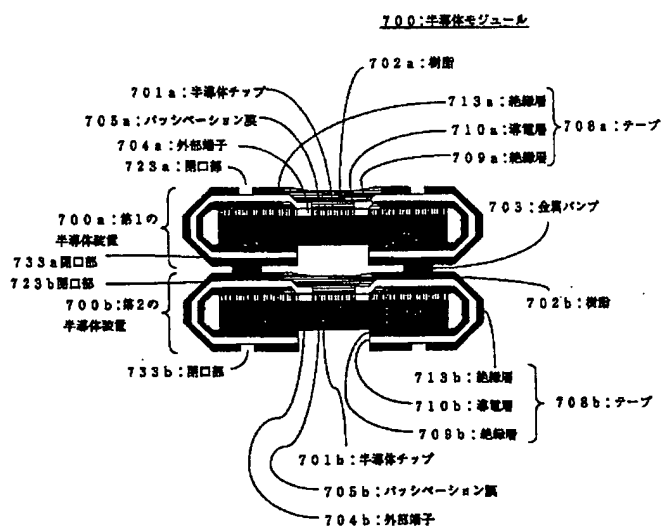 700:半導体モジュール
702a:樹脂
701a:半導体チップ
713a:絶縁層
705a:パッシベーション膜
710a:導電層
708a:テープ
704a:外部端子
709a:絶縁層
723a:開口部
703:金属バンプ
700a:第1の
半導体装置
733a開口部
723b開口部
700b:第2の
半導体装置
702b:樹脂
733b:開口部
713b:絶縁層
710b:導電層
708b:テープ
709b:絶縁層
701b:半導体チップ
705b:パッシベーション膜
704b:外部端子